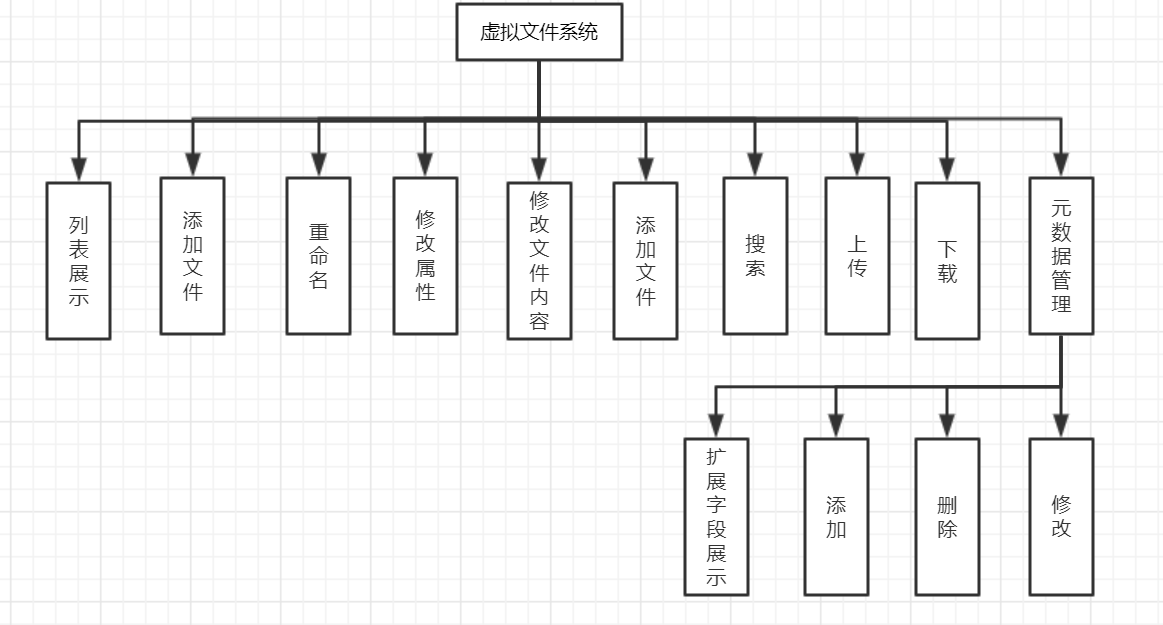 虚拟文件系统
列表展示
添加文件
重命名
修改属性
修改文件内容
添加文件
搜索
上传
下载
元数据管理
扩展字段展示
添加
删除
修改